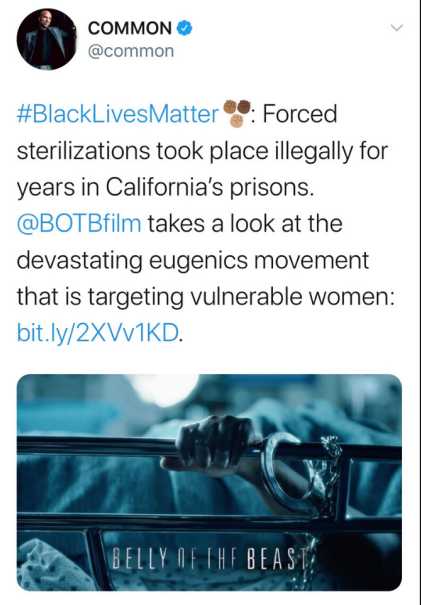 COMMON
@common
#BlackLivesMatter✊🏿✊🏾✊🏽: Forced
sterilizations took place illegally for
years in California’s prisons.
@BOTBfilm takes a look at the
devastating eugenics movement
that is targeting vulnerable women:
bit.ly/2XVv1KD.
BELLY OF THE BEAST